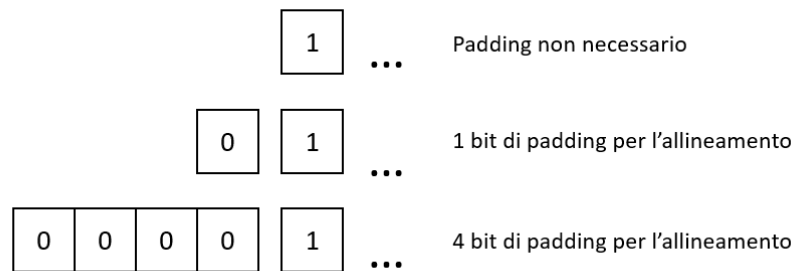 1 ... Padding non necessario
0 1 ... 1 bit di padding per l'allineamento
0 0 0 0 1 ... 4 bit di padding per l'allineamento